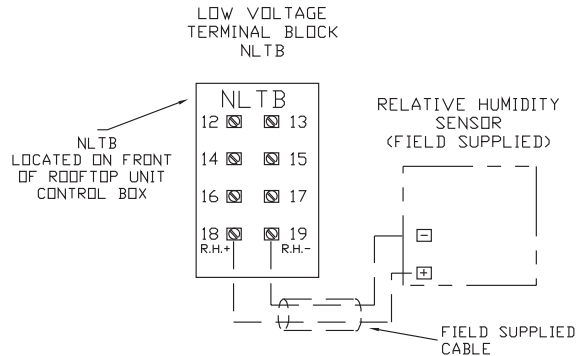 LOW VOLTAGE
TERMINAL BLOCK
NLTB
NLTB
12 13
14 15
16 17
18 19
R.H.+ R.H.-
NLTB
LOCATED ON FRONT
OF ROOFTOP UNIT
CONTROL BOX
RELATIVE HUMIDITY
SENSOR
(FIELD SUPPLIED)
-
+
FIELD SUPPLIED
CABLE